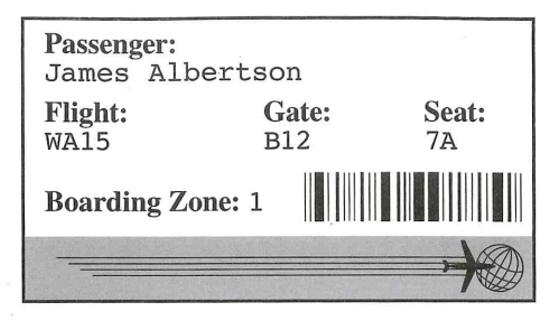 Passenger:
James Albertson
Flight: Gate: Seat:
WA15 B12 7A
Boarding Zone: 1